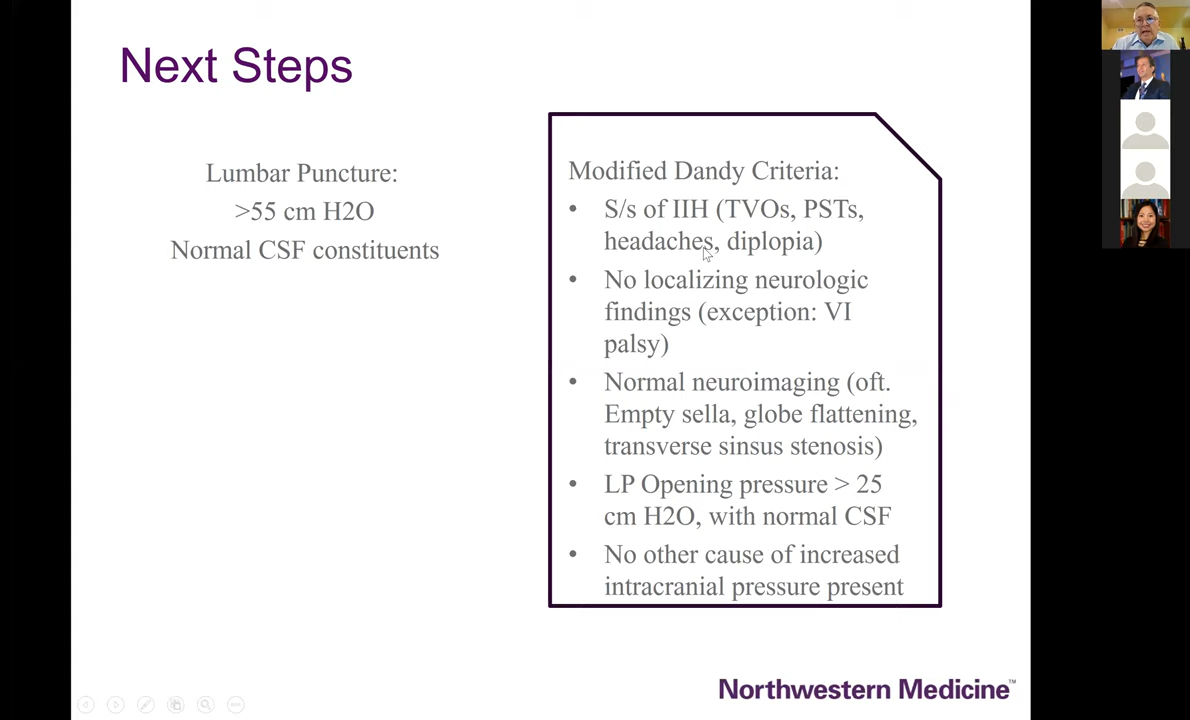 Next Steps
Lumbar Puncture:
>55 cm H2O
Normal CSF constituents
Modified Dandy Criteria:
• S/s of IIH (TVOs, PSTs,
headaches, diplopia)
• No localizing neurologic
findings (exception: VI
palsy)
• Normal neuroimaging (oft.
Empty sella, globe flattening,
transverse sinsus stenosis)
• LP Opening pressure > 25
cm H2O, with normal CSF
• No other cause of increased
intracranial pressure present
Northwestern Medicine™